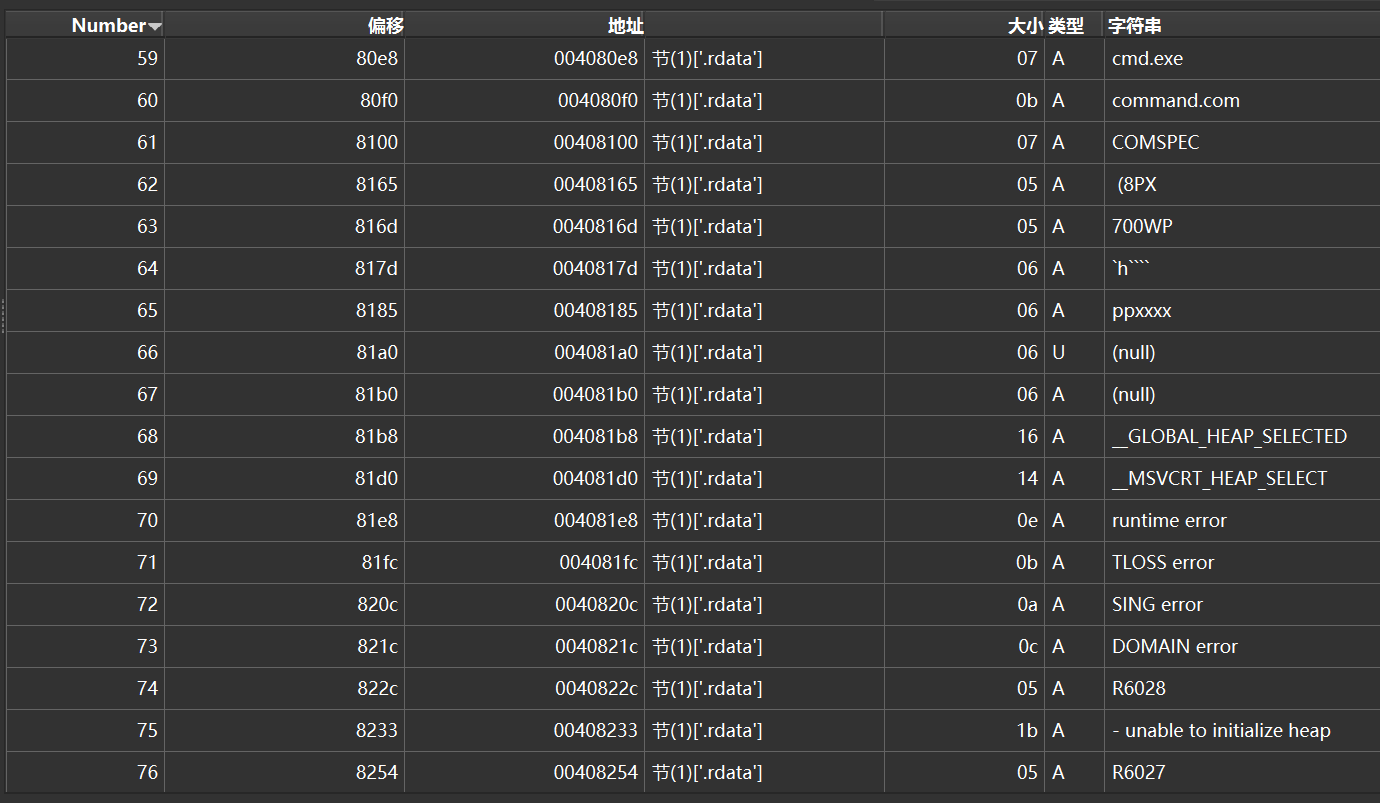 Number 偏移 地址 大小 类型 字符串
59 80e8 004080e8 节(1)['.rdata'] 07 A cmd.exe
60 80f0 004080f0 节(1)['.rdata'] 0b A command.com
61 8100 00408100 节(1)['.rdata'] 07 A COMSPEC
62 8165 00408165 节(1)['.rdata'] 05 A (8PX
63 816d 0040816d 节(1)['.rdata'] 05 A 700WP
64 817d 0040817d 节(1)['.rdata'] 06 A `h````
65 8185 00408185 节(1)['.rdata'] 06 A ppxxxx
66 81a0 004081a0 节(1)['.rdata'] 06 U (null)
67 81b0 004081b0 节(1)['.rdata'] 06 A (null)
68 81b8 004081b8 节(1)['.rdata'] 16 A __GLOBAL_HEAP_SELECTED
69 81d0 004081d0 节(1)['.rdata'] 14 A __MSVCRT_HEAP_SELECT
70 81e8 004081e8 节(1)['.rdata'] 0e A runtime error
71 81fc 004081fc 节(1)['.rdata'] 0b A TLOSS error
72 820c 0040820c 节(1)['.rdata'] 0a A SING error
73 821c 0040821c 节(1)['.rdata'] 0c A DOMAIN error
74 822c 0040822c 节(1)['.rdata'] 05 A R6028
75 8233 00408233 节(1)['.rdata'] 1b A - unable to initialize heap
76 8254 00408254 节(1)['.rdata'] 05 A R6027